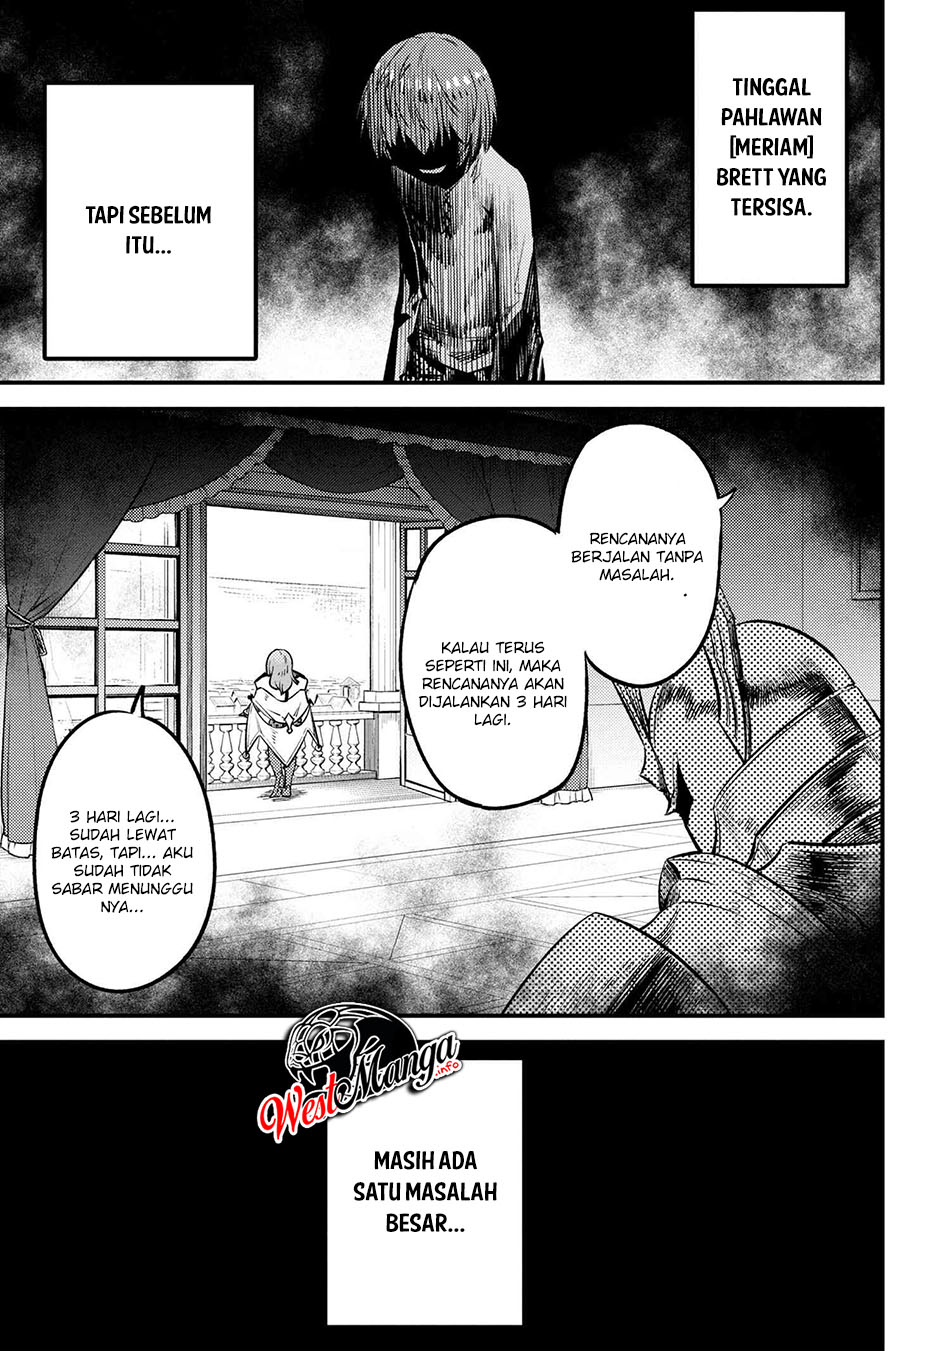 TINGGAL
PAHLAWAN
[MERIAM]
BRETT YANG
TERSISA.
TAPI SEBELUM
ITU...
RENCANANYA
BERJALAN TANPA
MASALAH.
KALAU TERUS
SEPERTI INI, MAKA
RENCANANYA AKAN
DIJALANKAN 3 HARI
LAGI.
3 HARI LAGI...
SUDAH LEWAT
BATAS, TAPI... AKU
SUDAH TIDAK
SABAR MENUNGGU
NYA...
WestManga
.info
MASIH ADA
SATU MASALAH
BESAR...